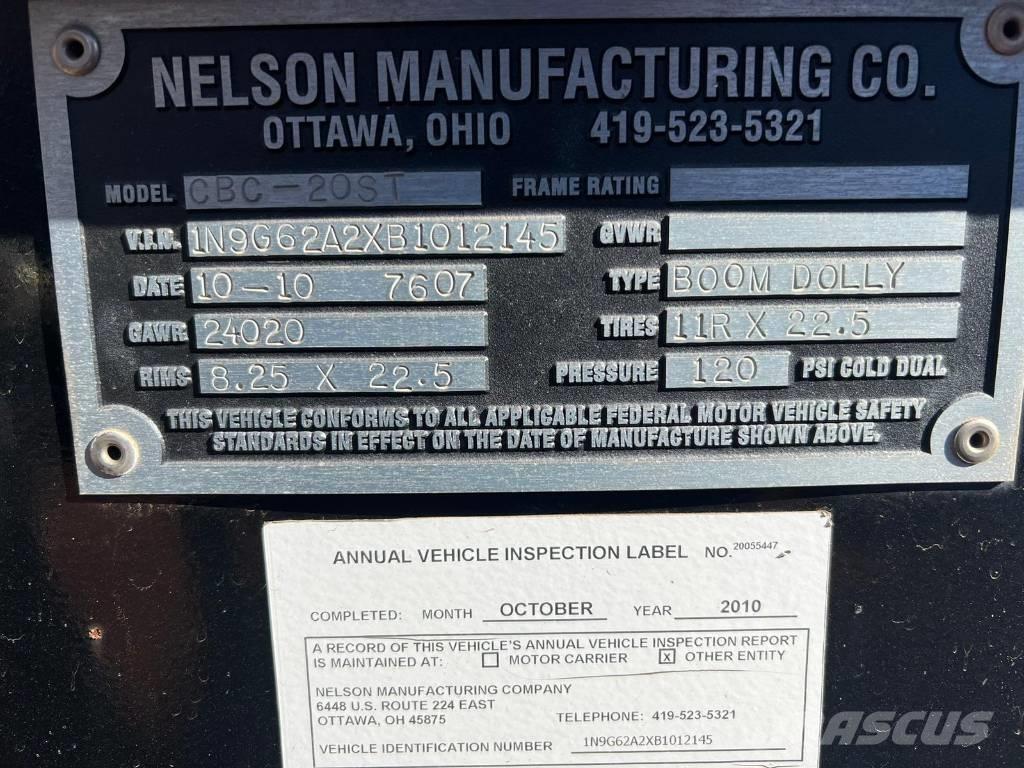 NELSON MANUFACTURING CO.
OTTAWA, OHIO 419-523-5321
MODEL CBC-20ST FRAME RATING
V.I.N. 1N9G62A2XB1012145 GVWR
DATE 10-10 7607 TYPE BOOM DOLLY
GAWR 24020 TIRES 11R X 22.5
RIMS 8.25 X 22.5 PRESSURE 120 PSI COLD DUAL
THIS VEHICLE CONFORMS TO ALL APPLICABLE FEDERAL MOTOR VEHICLE SAFETY
STANDARDS IN EFFECT ON THE DATE OF MANUFACTURE SHOWN ABOVE.
ANNUAL VEHICLE INSPECTION LABEL NO. 20055447
COMPLETED: MONTH OCTOBER YEAR 2010
A RECORD OF THIS VEHICLE'S ANNUAL VEHICLE INSPECTION REPORT
IS MAINTAINED AT: MOTOR CARRIER X OTHER ENTITY
NELSON MANUFACTURING COMPANY
6448 U.S. ROUTE 224 EAST
OTTAWA, OH 45875 TELEPHONE: 419-523-5321
VEHICLE IDENTIFICATION NUMBER 1N9G62A2XB1012145
ASCUS